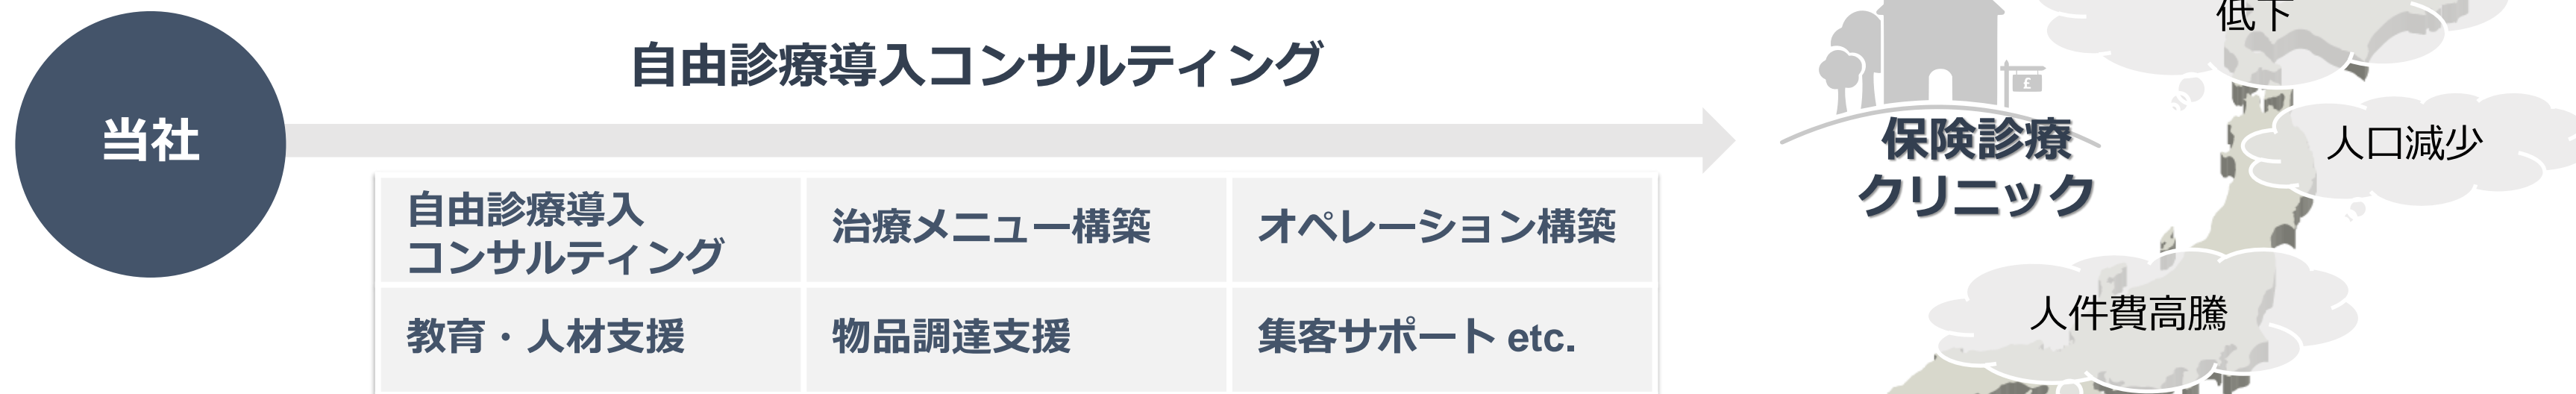 低下
自由診療導入コンサルティング
当社
保険診療
クリニック
人口減少
自由診療導入
コンサルティング
治療メニュー構築
オペレーション構築
教育・人材支援
物品調達支援
集客サポート etc.
人件費高騰
£